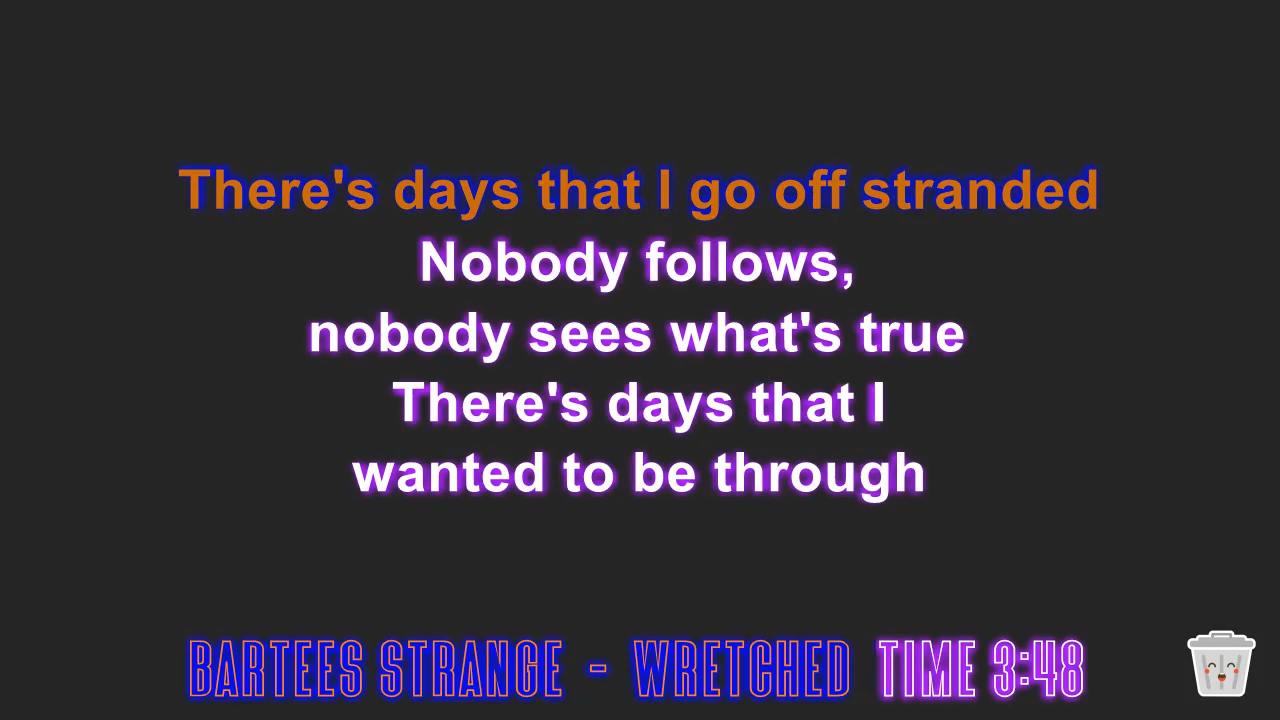 There's days that I go off stranded
Nobody follows,
nobody sees what's true
There's days that I
wanted to be through
BARTEES STRANGE - WRETCHED TIME 3:48